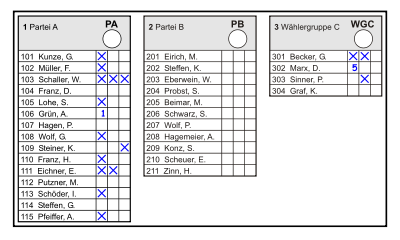 1 Partei A PA
101 Kunze, G. X
102 Müller, F. X
103 Schaller, W. X X X
104 Franz, D.
105 Lohe, S. X
106 Grün, A. 1
107 Hagen, P.
108 Wolf, G. X
109 Steiner, K. X
110 Franz, H. X
111 Eichner, E. X X
112 Putzner, M.
113 Schöder, I. X
114 Steffen, G.
115 Pfeiffer, A. X
2 Partei B PB
201 Eirich, M.
202 Steffen, K.
203 Eberwein, W.
204 Probst, S.
205 Beimar, M.
206 Schwarz, S.
207 Wolf, P.
208 Hagemeier, A.
209 Konz, S.
210 Scheuer, E.
211 Zinn, H.
3 Wählergruppe C WGC
301 Becker, G. X X
302 Marx, D. 5
303 Sinner, P. X
304 Graf, K.